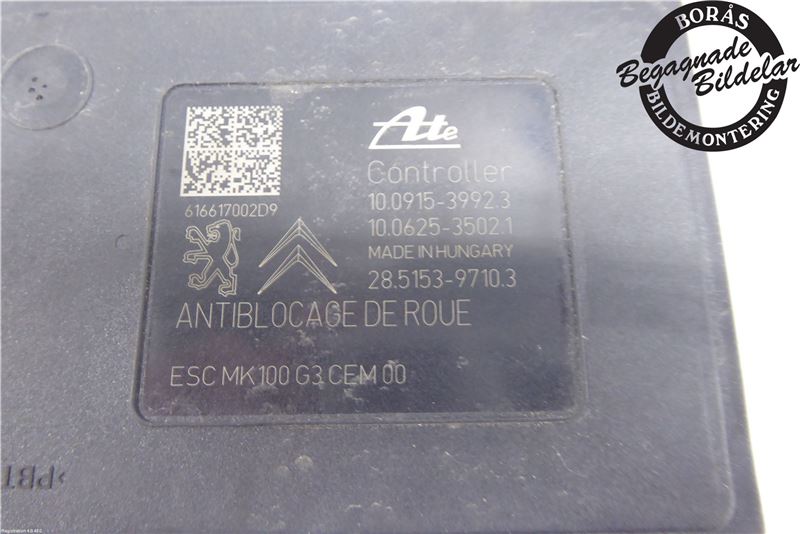 BORÅS
Begagnade
Bildelar
BILDEMONTERING
Ate
Controller
10.0915-3992.3
10.0625-3502.1
MADE IN HUNGARY
28.5153-9710.3
616617002D9
ANTIBLOCAGE DE ROUE
ESC MK100 G3 CEM 00
>PBT